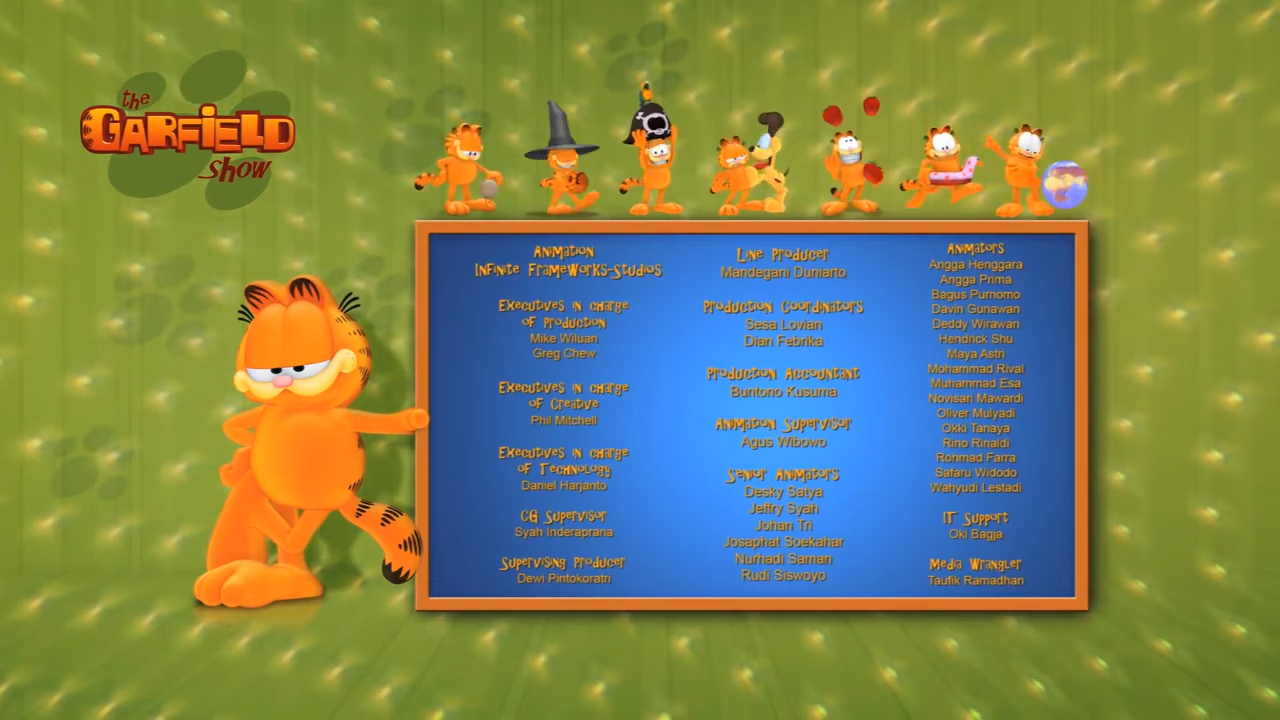 the
GARFIELD
show
Animation
Infinite Frameworks-Studios
Executives in charge
of production
Mike Wiluan
Greg Chew
Executives in charge
of Creative
Phil Mitchell
Executives in charge
of Technology
Daniel Harjanto
CG Supervisor
Syah Inderaprana
Supervising Producer
Dewi Pintokoratri
Line Producer
Mandegani Duniarto
Production Coordinators
Sesa Lovian
Dian Febrika
Production Accountant
Buntono Kusuma
Animation Supervisor
Agus Wibowo
Senior Animators
Desky Satya
Jeffry Syah
Johan Tri
Josaphat Soekahar
Nurhadi Saman
Rudi Siswoyo
Animators
Angga Henggara
Angga Prima
Bagus Purnomo
Davin Gunawan
Deddy Wirawan
Hendrick Shu
Maya Astri
Mohammad Rival
Muhammad Esa
Novisari Mawardi
Oliver Mulyadi
Okki Tanaya
Rino Rinaldi
Rohmad Farra
Safaru Widodo
Wahyudi Lestadi
IT Support
Oki Bagja
Media Wrangler
Taufik Ramadhan